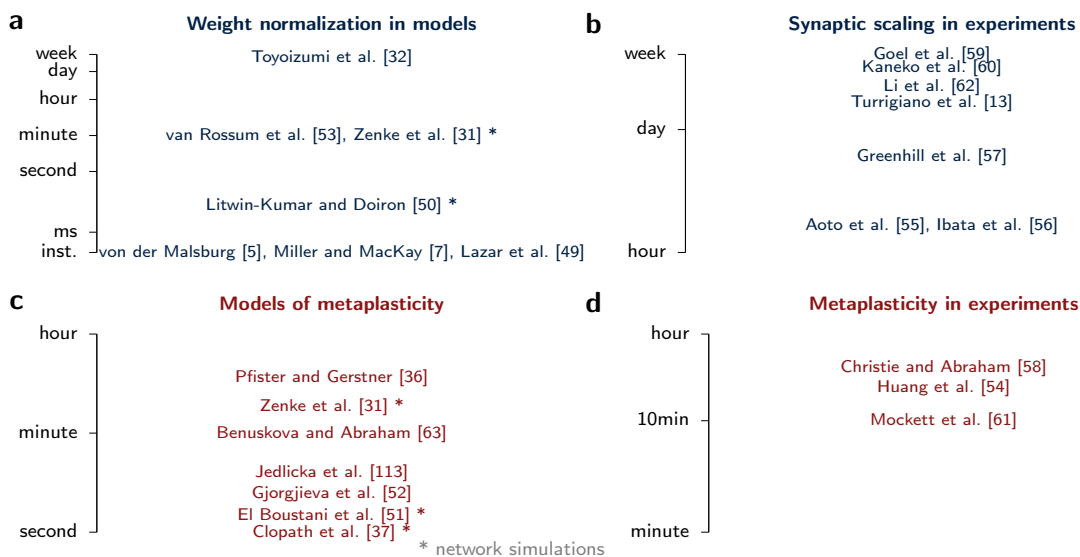 a
Weight normalization in models
week
Toyoizumi et al. [32]
day
hour
minute
van Rossum et al. [53], Zenke et al. [31] *
second
Litwin-Kumar and Doiron [50] *
ms
inst.
von der Malsburg [5], Miller and MacKay [7], Lazar et al. [49]
b
Synaptic scaling in experiments
week
Goel et al. [59]
Kaneko et al. [60]
Li et al. [62]
Turrigiano et al. [13]
day
Greenhill et al. [57]
Aoto et al. [55], Ibata et al. [56]
hour
c
Models of metaplasticity
hour
Pfister and Gerstner [36]
Zenke et al. [31] *
minute
Benuskova and Abraham [63]
Jedlicka et al. [113]
Gjorgjieva et al. [52]
El Boustani et al. [51] *
second
Clopath et al. [37] *
* network simulations
d
Metaplasticity in experiments
hour
Christie and Abraham [58]
Huang et al. [54]
10min
Mockett et al. [61]
minute